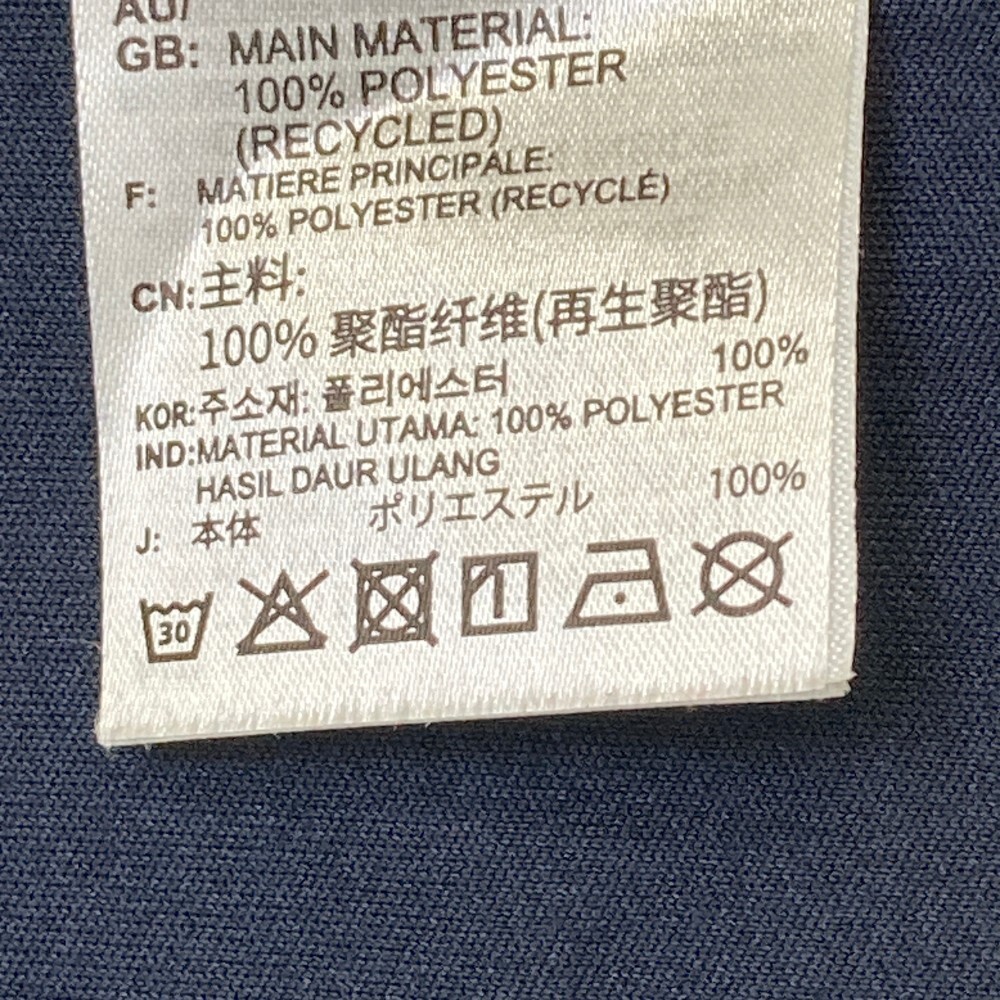 AU/
GB: MAIN MATERIAL:
100% POLYESTER
(RECYCLED)
F: MATIERE PRINCIPALE:
100% POLYESTER (RECYCLÉ)
CN:主料:
100% 聚酯纤维(再生聚酯)
KOR:주소재: 폴리에스터 100%
IND:MATERIAL UTAMA: 100% POLYESTER
HASIL DAUR ULANG
J: 本体 ポリエステル 100%
30